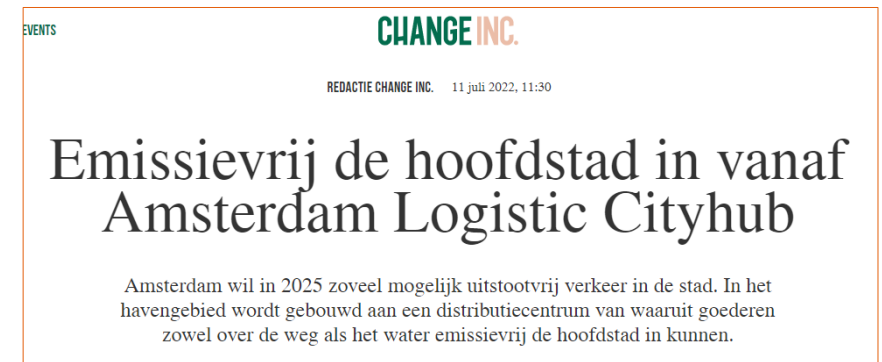 EVENTS
CHANGE INC.
REDACTIE CHANGE INC. 11 juli 2022, 11:30
Emissievrij de hoofdstad in vanaf
Amsterdam Logistic Cityhub
Amsterdam wil in 2025 zoveel mogelijk uitstootvrij verkeer in de stad. In het
havengebied wordt gebouwd aan een distributiecentrum van waaruit goederen
zowel over de weg als het water emissievrij de hoofdstad in kunnen.